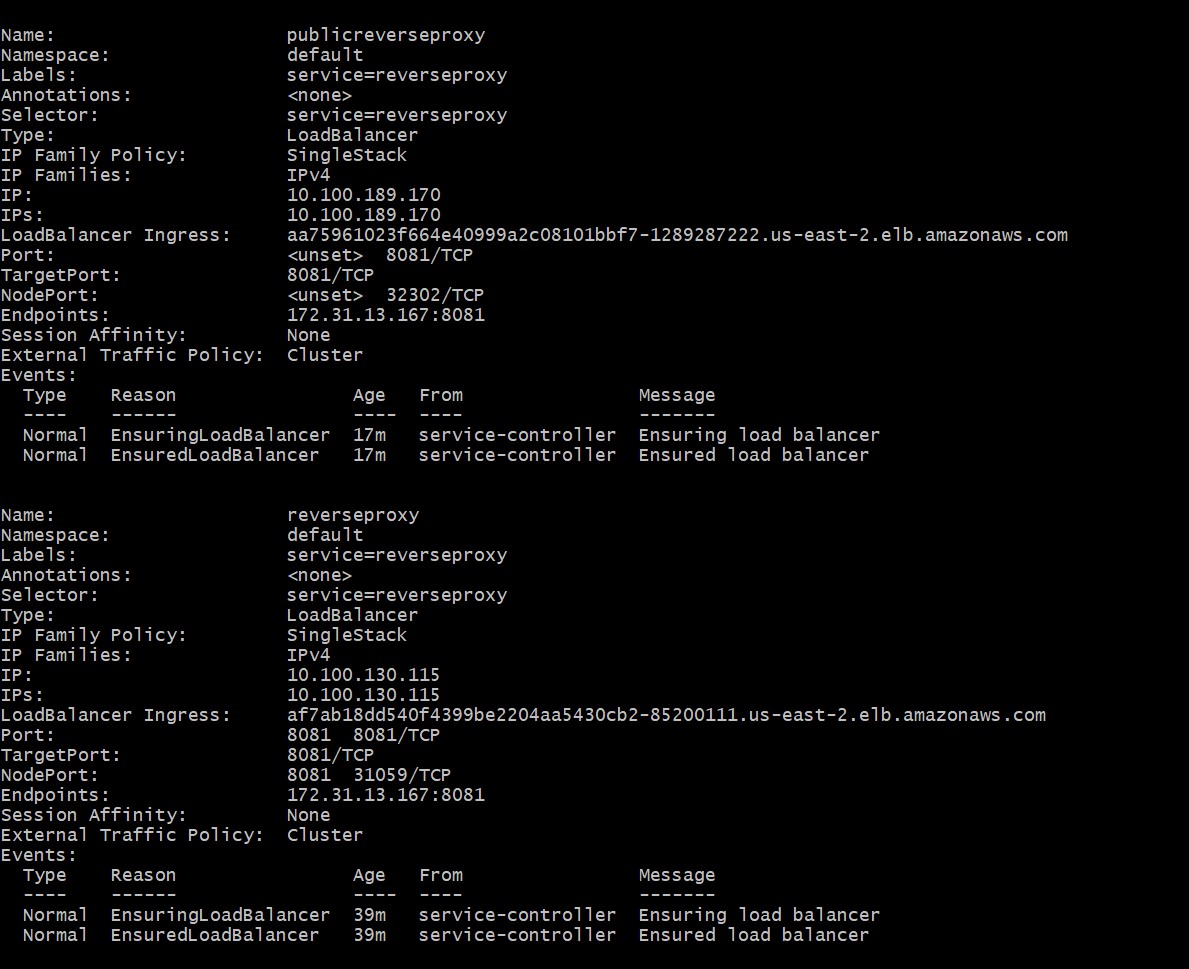 Name:                     publicreverseproxy
Namespace:                default
Labels:                   service=reverseproxy
Annotations:              <none>
Selector:                 service=reverseproxy
Type:                     LoadBalancer
IP Family Policy:         SingleStack
IP Families:              IPv4
IP:                       10.100.189.170
IPs:                      10.100.189.170
LoadBalancer Ingress:     aa75961023f664e40999a2c08101bbf7-1289287222.us-east-2.elb.amazonaws.com
Port:                     <unset>  8081/TCP
TargetPort:               8081/TCP
NodePort:                 <unset>  32302/TCP
Endpoints:                172.31.13.167:8081
Session Affinity:         None
External Traffic Policy:  Cluster
Events:
  Type    Reason                Age   From                Message
  ----    ------                ----  ----                -------
  Normal  EnsuringLoadBalancer  17m   service-controller  Ensuring load balancer
  Normal  EnsuredLoadBalancer   17m   service-controller  Ensured load balancer
Name:                     reverseproxy
Namespace:                default
Labels:                   service=reverseproxy
Annotations:              <none>
Selector:                 service=reverseproxy
Type:                     LoadBalancer
IP Family Policy:         SingleStack
IP Families:              IPv4
IP:                       10.100.130.115
IPs:                      10.100.130.115
LoadBalancer Ingress:     af7ab18dd540f4399be2204aa5430cb2-85200111.us-east-2.elb.amazonaws.com
Port:                     8081  8081/TCP
TargetPort:               8081/TCP
NodePort:                 8081  31059/TCP
Endpoints:                172.31.13.167:8081
Session Affinity:         None
External Traffic Policy:  Cluster
Events:
  Type    Reason                Age   From                Message
  ----    ------                ----  ----                -------
  Normal  EnsuringLoadBalancer  39m   service-controller  Ensuring load balancer
  Normal  EnsuredLoadBalancer   39m   service-controller  Ensured load balancer